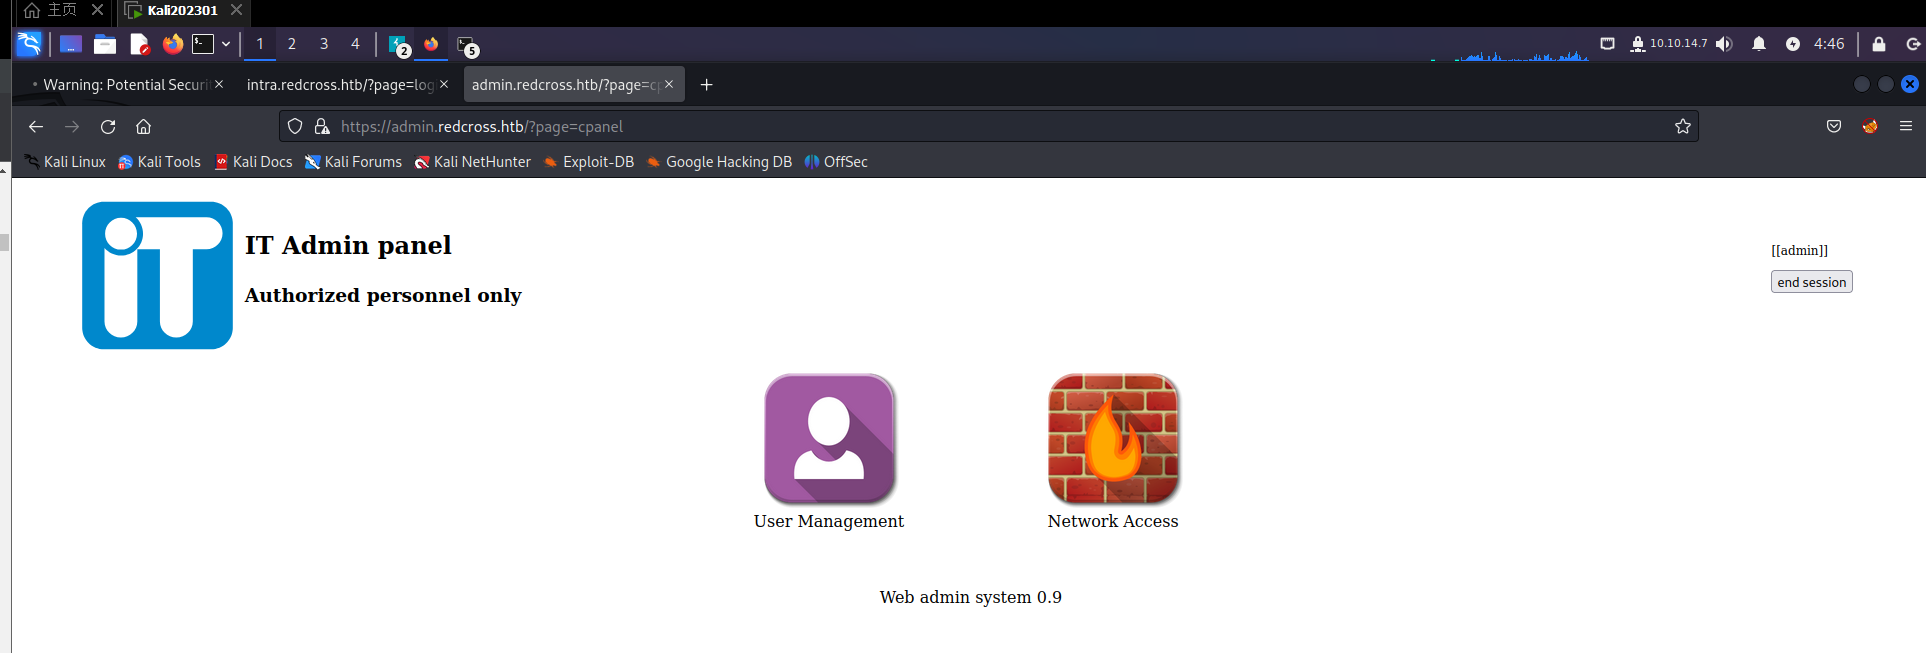 主页 Kali202301
1 2 3 4 2 5 10.10.14.7 4:46
Warning: Potential Securi intra.redcross.htb/?page=log admin.redcross.htb/?page=cp
https://admin.redcross.htb/?page=cpanel
Kali Linux Kali Tools Kali Docs Kali Forums Kali NetHunter Exploit-DB Google Hacking DB OffSec
iT
IT Admin panel
[[admin]]
Authorized personnel only
end session
User Management Network Access
Web admin system 0.9